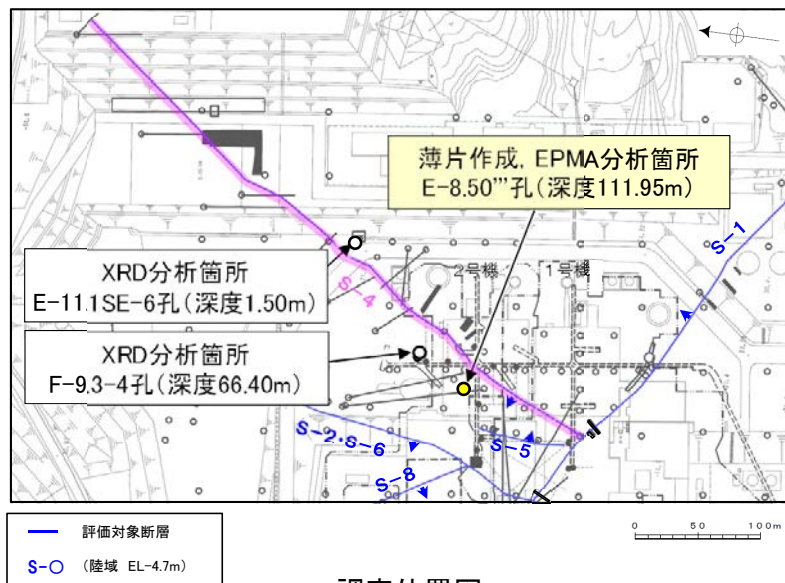 薄片作成, EPMA分析箇所
E-8.50'''孔(深度111.95m)
S-1
XRD分析箇所
E-11.1SE-6孔(深度1.50m)
S-4
2号機
1号機
XRD分析箇所
F-9.3-4孔(深度66.40m)
S-2・S-6
S-5
S-8
評価対象断層
S-○ (陸域 EL-4.7m)
0 50 100m